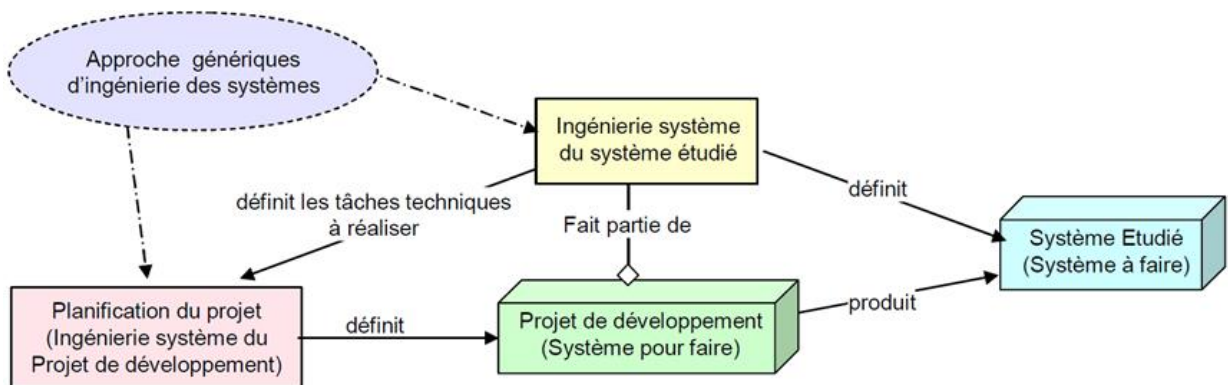 Approche génériques
d'ingénierie des systèmes
Ingénierie système
du système étudié
définit les tâches techniques
à réaliser
Fait partie de
définit
Système Etudié
(Système à faire)
Planification du projet
(Ingénierie système du
Projet de développement)
définit
Projet de développement
(Système pour faire)
produit